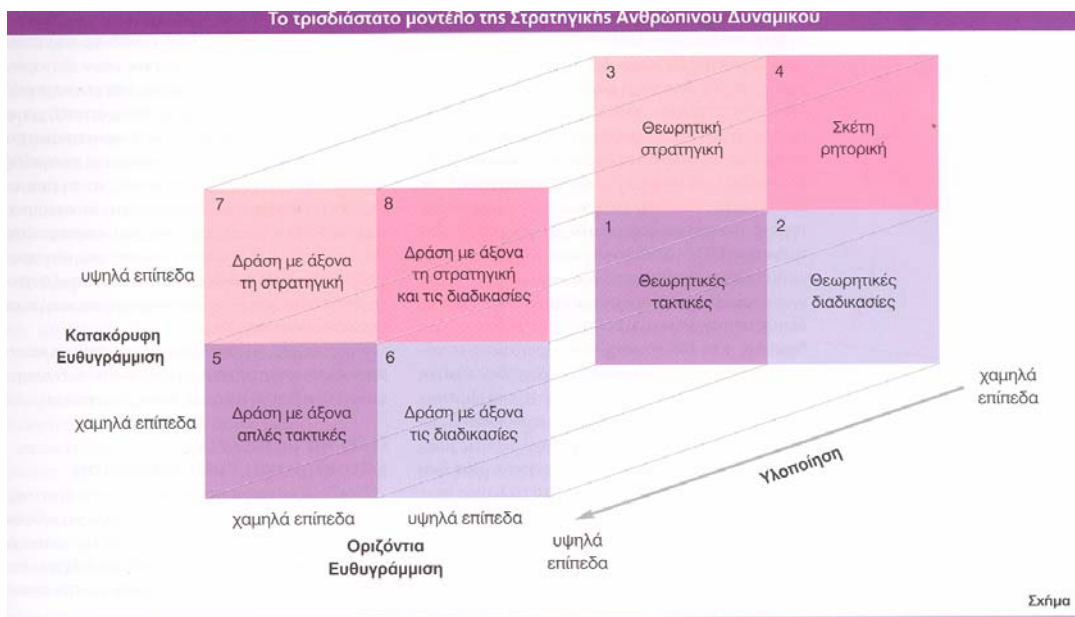 Το τρισδιάστατο μοντέλο της Στρατηγικής Ανθρώπινου Δυναμικού
3
4
Θεωρητική
στρατηγική
Σκέτη
ρητορική
7
8
1
2
υψηλά επίπεδα
Δράση με άξονα
τη στρατηγική
Δράση με άξονα
τη στρατηγική
και τις διαδικασίες
Θεωρητικές
τακτικές
Θεωρητικές
διαδικασίες
Κατακόρυφη
Ευθυγράμμιση
5
6
χαμηλά επίπεδα
Δράση με άξονα
απλές τακτικές
Δράση με άξονα
τις διαδικασίες
χαμηλά
επίπεδα
Υλοποίηση
χαμηλά επίπεδα
υψηλά επίπεδα
Οριζόντια
Ευθυγράμμιση
υψηλά
επίπεδα
Σχήμα